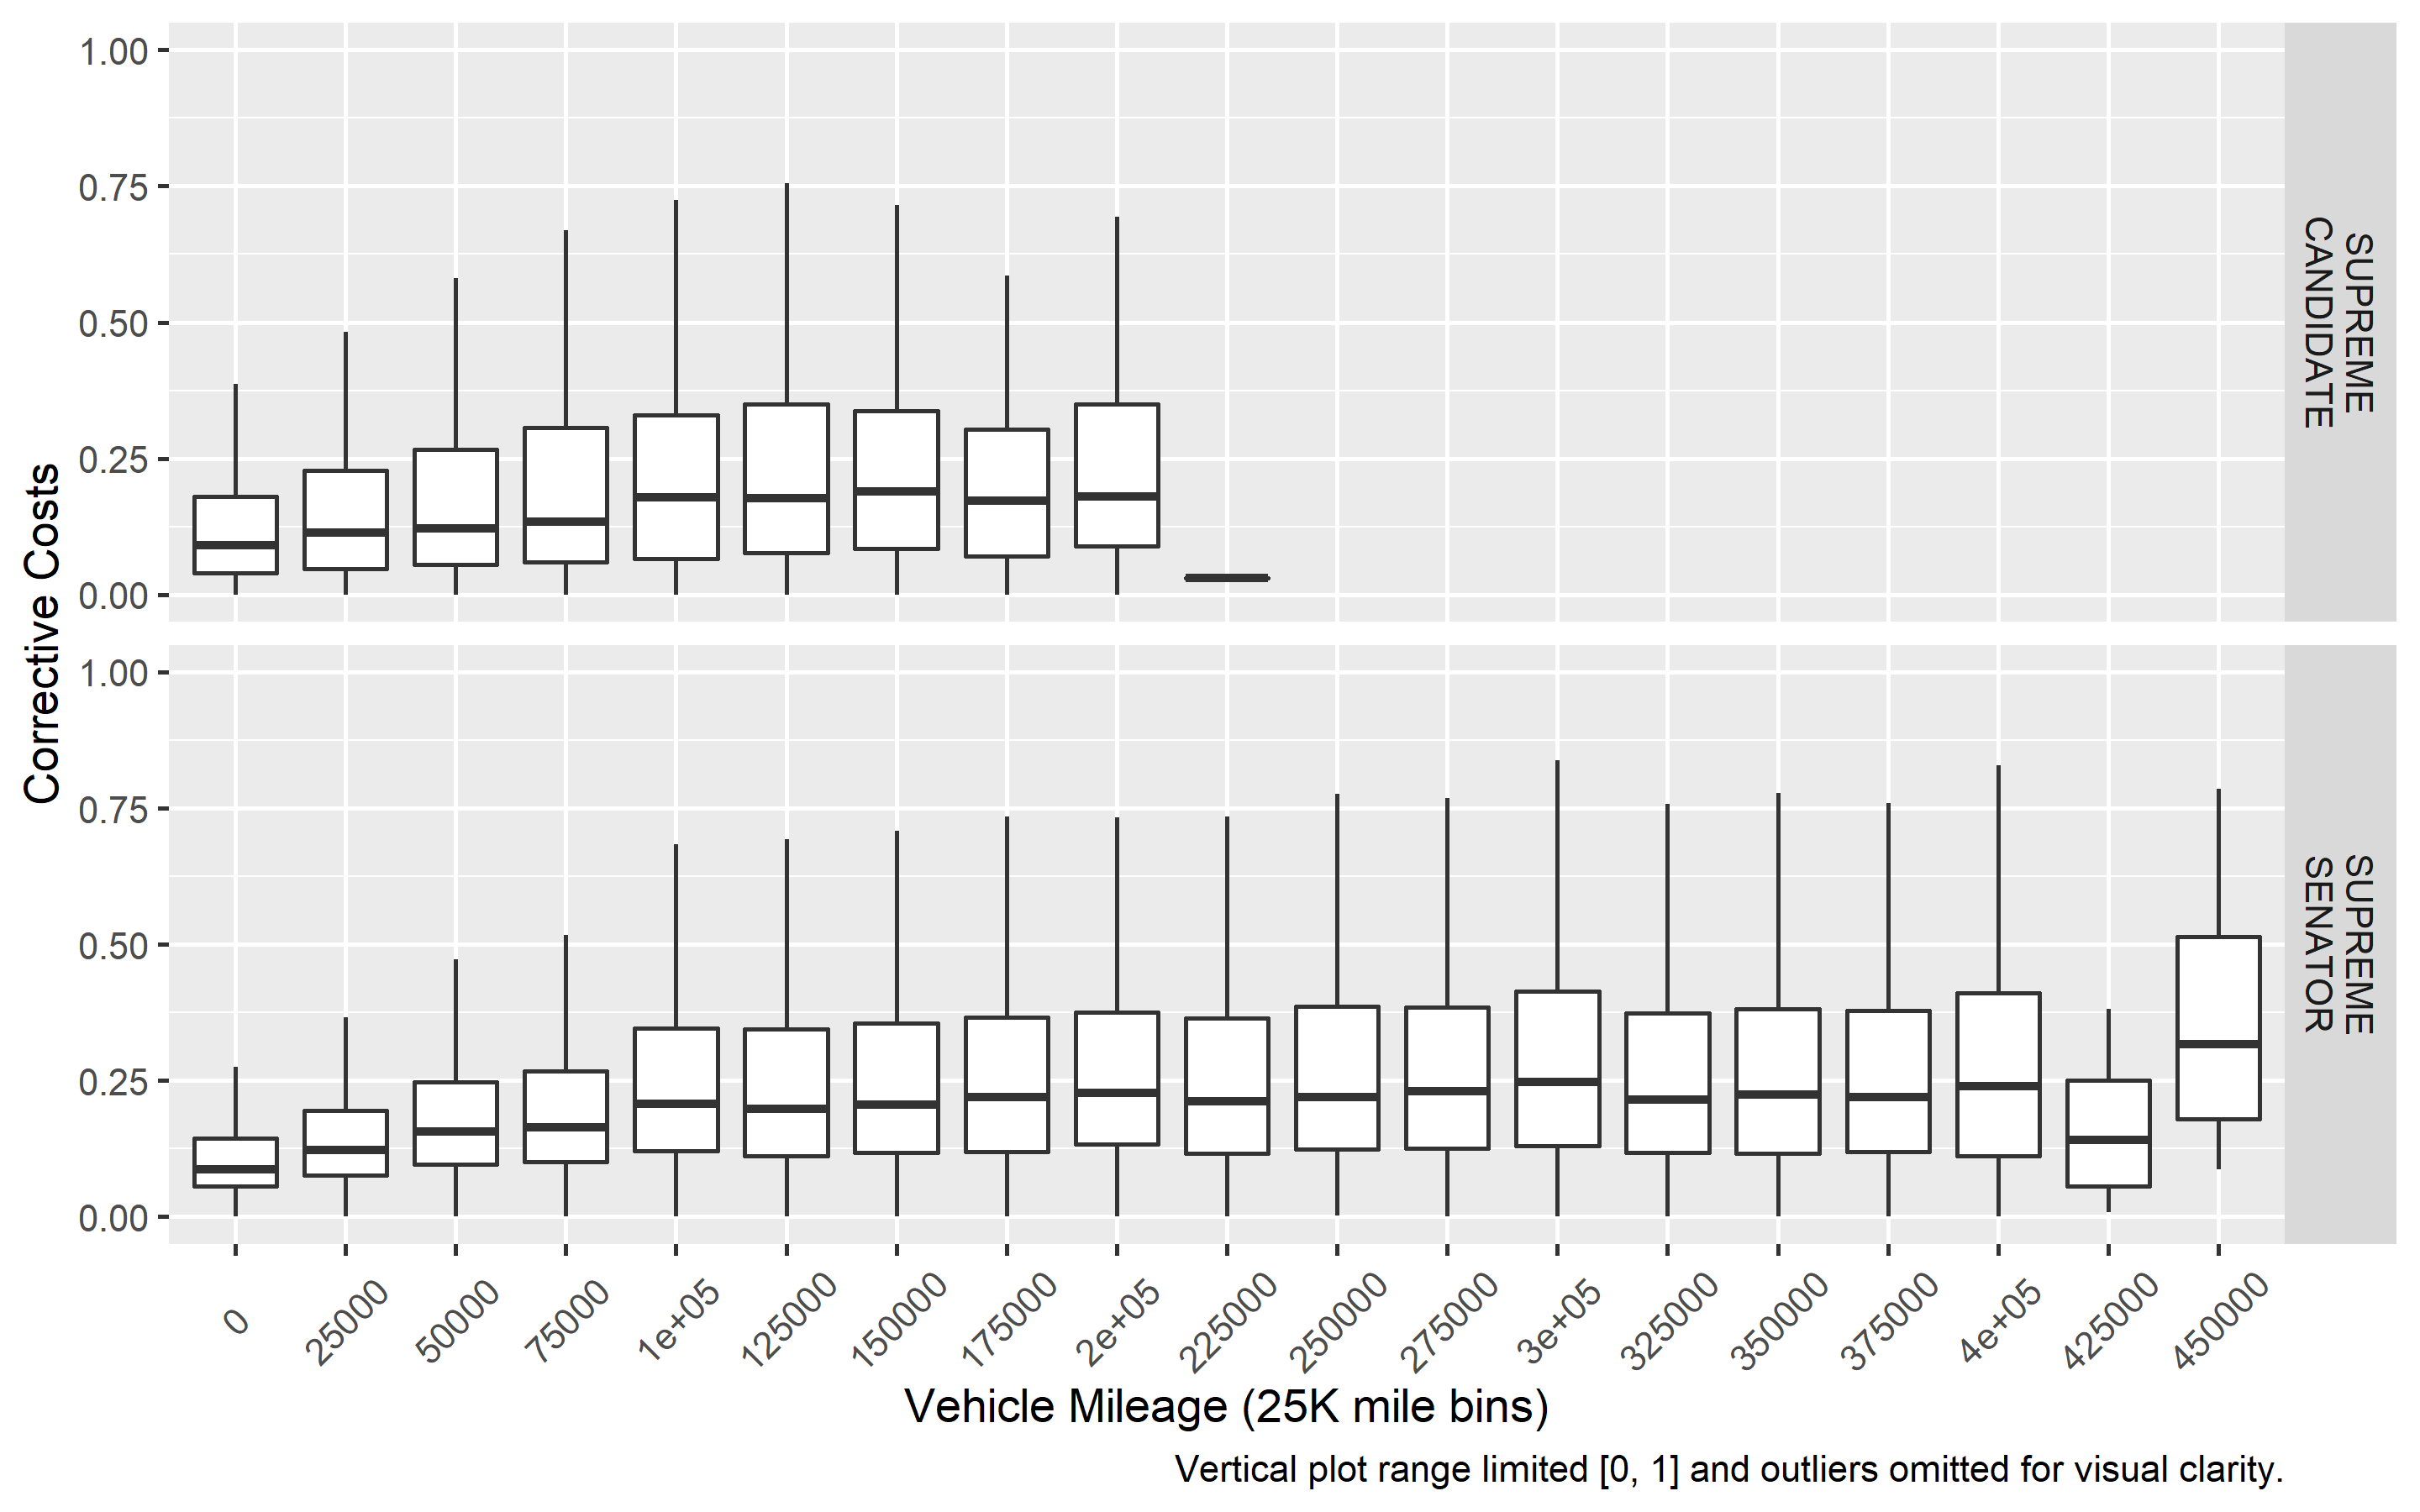 Corrective Costs
1.00
0.75
0.50
0.25
0.00
SUPREME
CANDIDATE
1.00
0.75
0.50
0.25
0.00
SUPREME
SENATOR
0
25000
50000
75000
1e+05
125000
150000
175000
2e+05
225000
250000
275000
3e+05
325000
350000
375000
4e+05
425000
450000
Vehicle Mileage (25K mile bins)
Vertical plot range limited [0, 1] and outliers omitted for visual clarity.